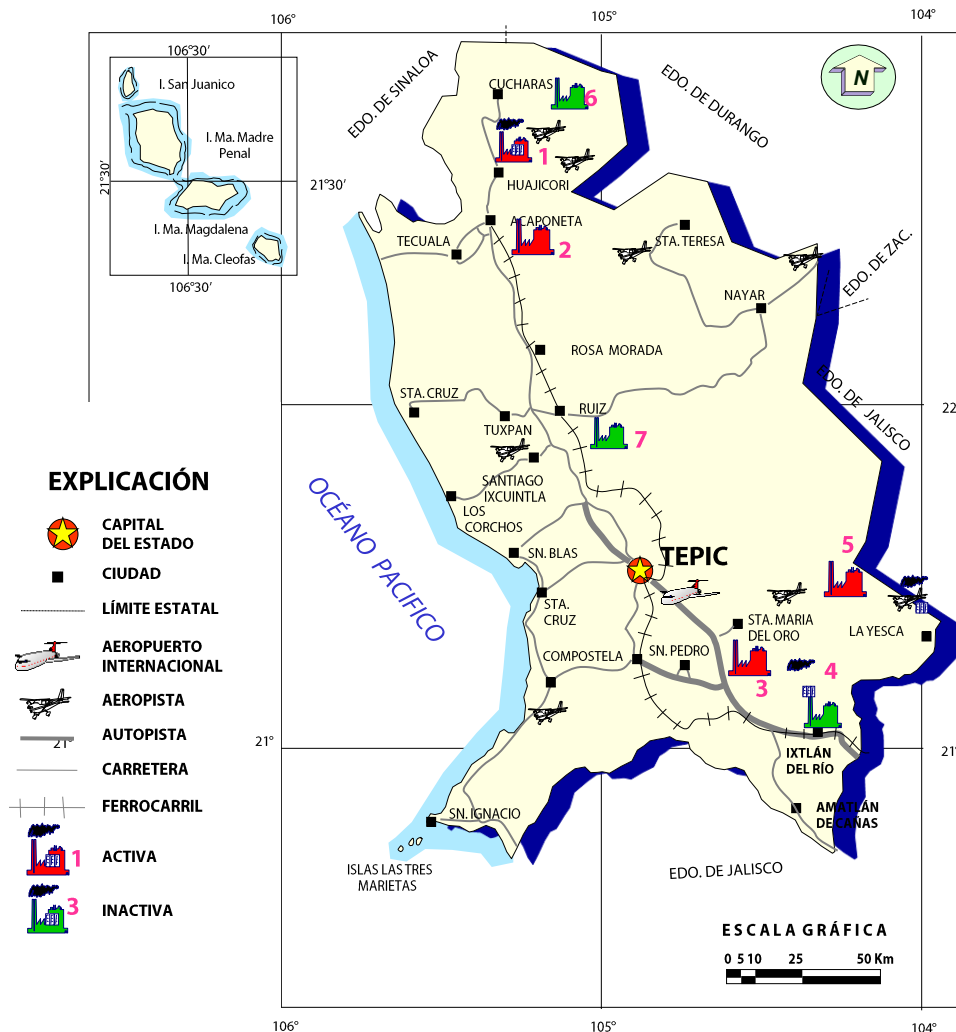 106°
105°
104°
106°30'
I. San Juanico
I. Ma. Madre
Penal
21°30'
21°30'
I. Ma. Magdalena
I. Ma. Cleofas
106°30'
EDO. DE SINALOA
EDO. DE DURANGO
N
CUCHARAS
6
1
HUAJICORI
ACAPONETA
2
TECUALA
STA. TERESA
EDO. DE ZAC.
NAYAR
ROSA MORADA
EDO. DE JALISCO
STA. CRUZ
RUIZ
22
TUXPAN
7
SANTIAGO
IXCUINTLA
LOS
CORCHOS
OCÉANO PACIFICO
SN. BLAS
TEPIC
5
STA.
CRUZ
STA. MARIA
DEL ORO
LA YESCA
COMPOSTELA
SN. PEDRO
3
4
21°
21°
IXTLÁN
DEL RÍO
AMATLÁN
DE CAÑAS
SN. IGNACIO
ISLAS LAS TRES
MARIETAS
EDO. DE JALISCO
EXPLICACIÓN
CAPITAL
DEL ESTADO
CIUDAD
LÍMITE ESTATAL
AEROPUERTO
INTERNACIONAL
AEROPISTA
AUTOPISTA
21°
CARRETERA
FERROCARRIL
1
ACTIVA
3
INACTIVA
ESCALA GRÁFICA
0 5 10 25 50 Km
106°
105°
104°